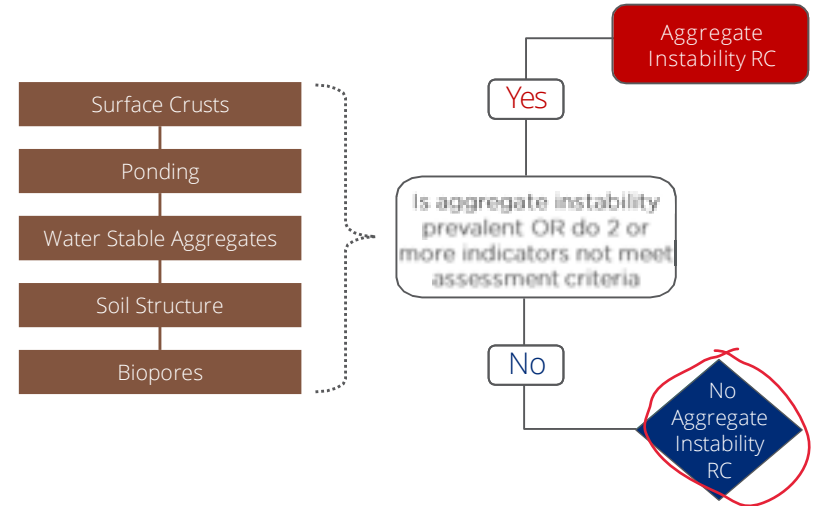 Aggregate
Instability RC
Yes
Surface Crusts
Ponding
Water Stable Aggregates
Soil Structure
Biopores
Is aggregate instability
prevalent OR do 2 or
more indicators not meet
assessment criteria
No
No
Aggregate
Instability
RC